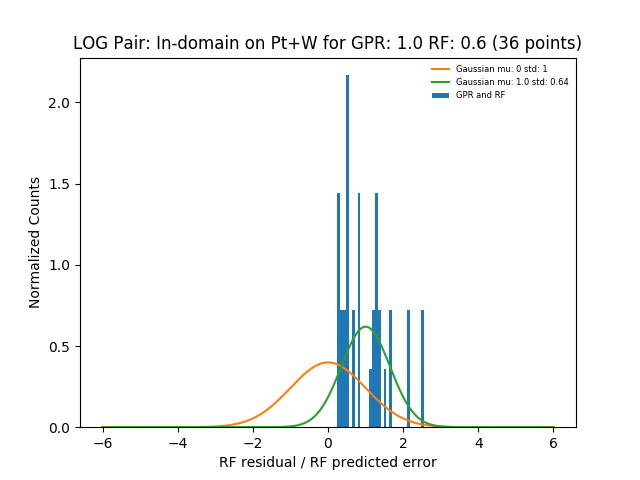 LOG Pair: In-domain on Pt+W for GPR: 1.0 RF: 0.6 (36 points)
Gaussian mu: 0 std: 1
Gaussian mu: 1.0 std: 0.64
GPR and RF
Normalized Counts
2.0
1.5
1.0
0.5
0.0
−6 −4 −2 0 2 4 6
RF residual / RF predicted error